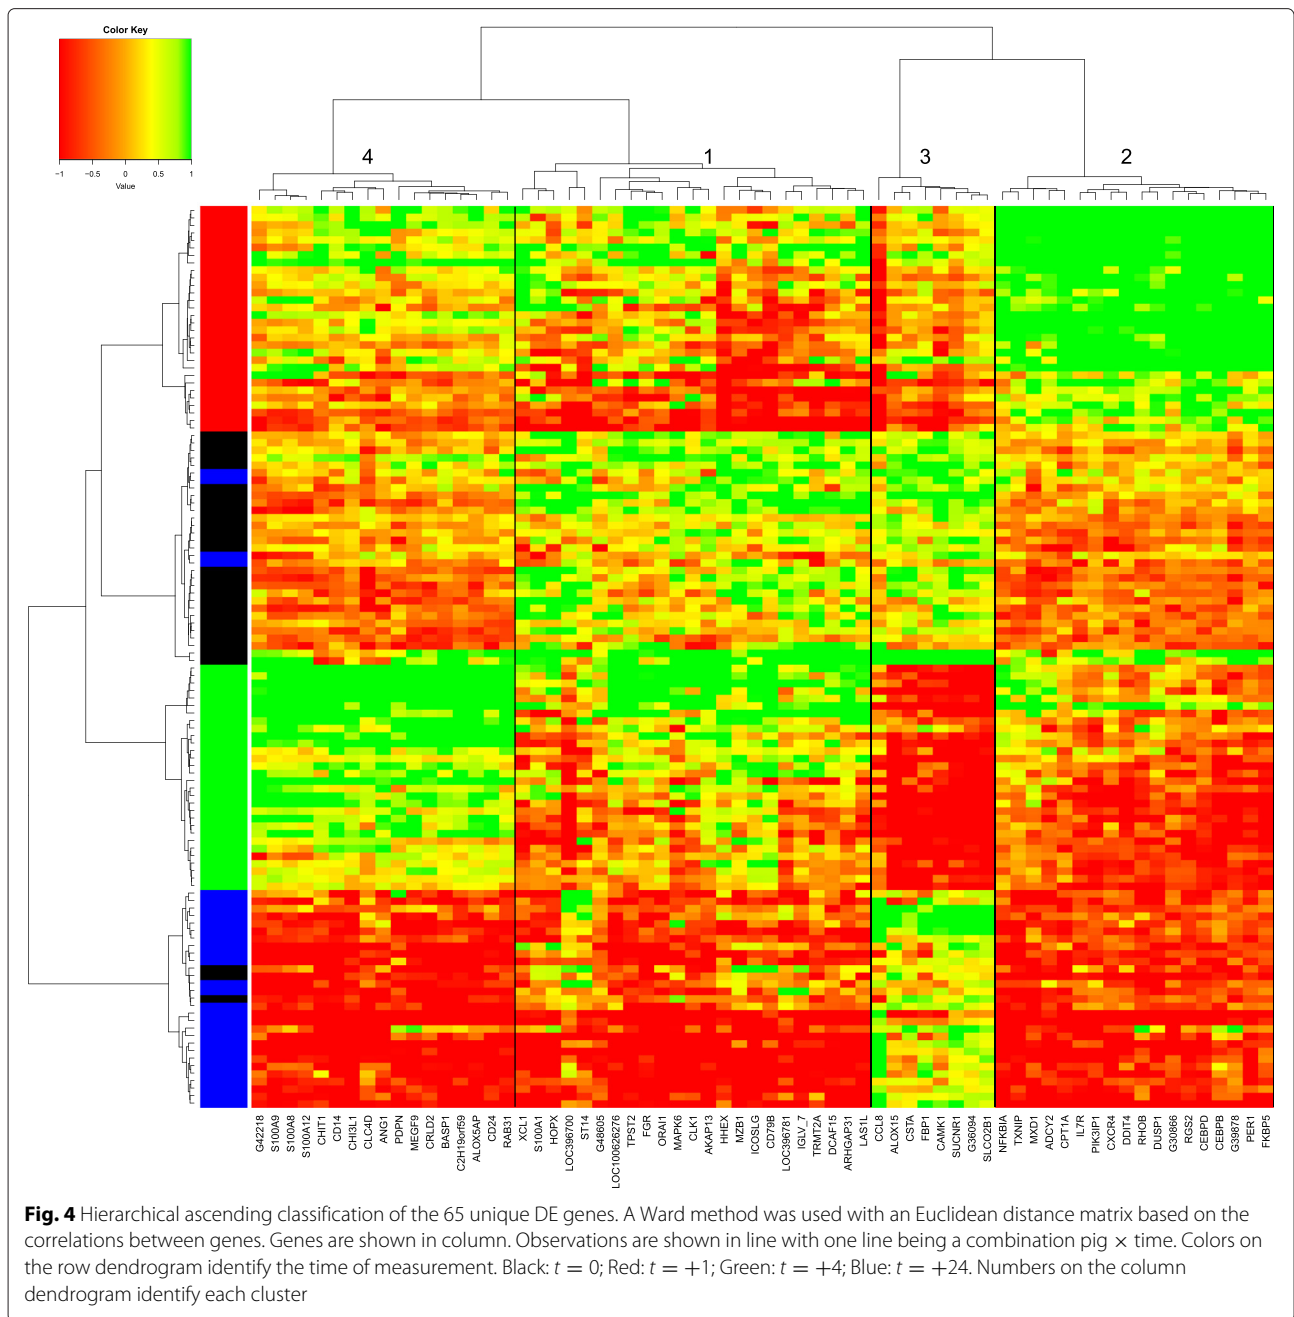 Color Key
−1 −0.5 0 0.5 1
Value
4 1 3 2
G42218
S100A9
S100A8
S100A12
CHIT1
CD14
CHI3L1
CLC4D
ANG1
PDPN
MEGF9
CRLD2
BASP1
C2H19orf59
ALOX5AP
CD24
RAB31
XCL1
S100A1
HOPX
LOC396700
ST14
G48605
LOC100626276
TPST2
FGR
ORAI1
MAPK6
CLK1
AKAP13
HHEX
MZB1
ICOSLG
CD79B
LOC396781
IGLV_7
TRMT2A
DCAF15
ARHGAP31
LAS1L
CCL8
ALOX15
CSTA
FBP1
CAMK1
SUCNR1
G36094
SLCO2B1
NFKBIA
TXNIP
MXD1
ADCY2
CPT1A
IL7R
PIK3IP1
CXCR4
DDIT4
RHOB
DUSP1
G30866
RGS2
CEBPD
CEBPB
G39878
PER1
FKBP5
Fig. 4 Hierarchical ascending classification of the 65 unique DE genes. A Ward method was used with an Euclidean distance matrix based on the
correlations between genes. Genes are shown in column. Observations are shown in line with one line being a combination pig × time. Colors on
the row dendrogram identify the time of measurement. Black: t = 0; Red: t = +1; Green: t = +4; Blue: t = +24. Numbers on the column
dendrogram identify each cluster